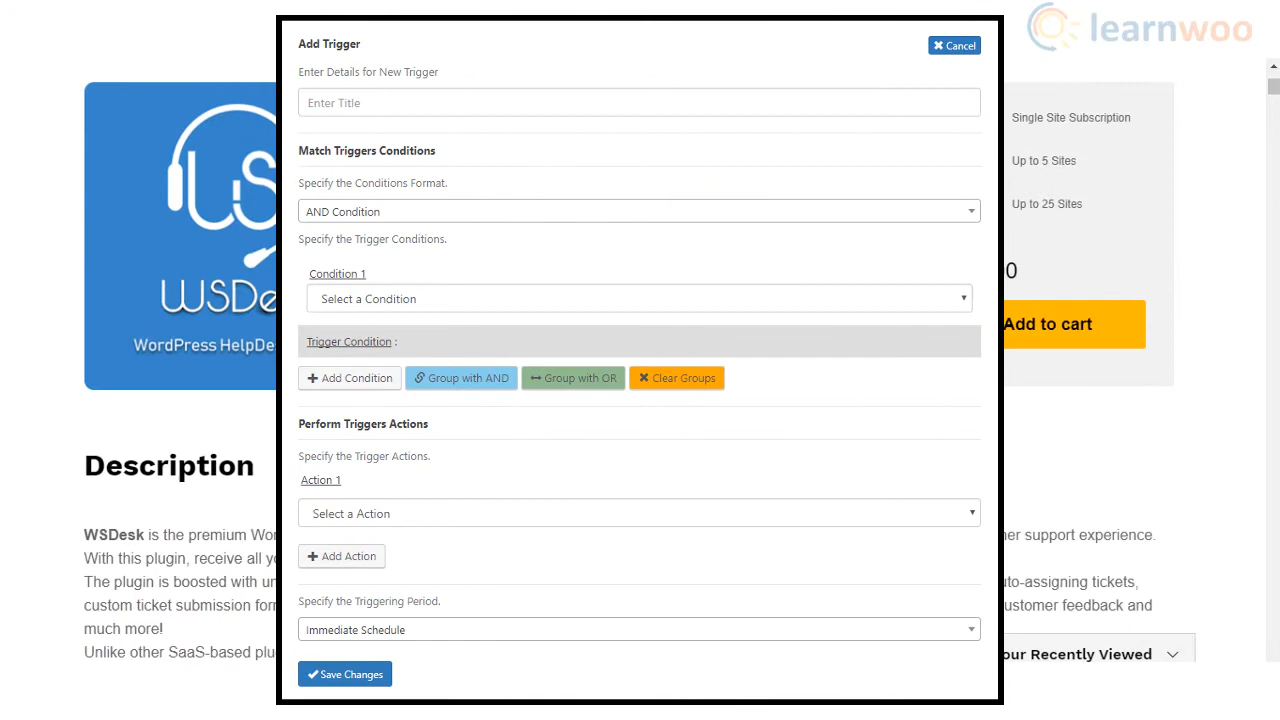 learnwoo
Add Trigger
Cancel
Enter Details for New Trigger
Enter Title
Match Triggers Conditions
Specify the Conditions Format.
AND Condition
Specify the Trigger Conditions.
Condition 1
Select a Condition
Trigger Condition :
Add Condition Group with AND Group with OR Clear Groups
Perform Triggers Actions
Specify the Trigger Actions.
Action 1
Select a Action
Add Action
Specify the Triggering Period.
Immediate Schedule
Save Changes
Single Site Subscription
Up to 5 Sites
Up to 25 Sites
0
Add to cart
WSDe
WordPress HelpDe
Description
WSDesk is the premium Wor
er support experience.
With this plugin, receive all
The plugin is boosted with
uto-assigning tickets,
custom ticket submission for
ustomer feedback and
much more!
Unlike other SaaS-based plu
our Recently Viewed